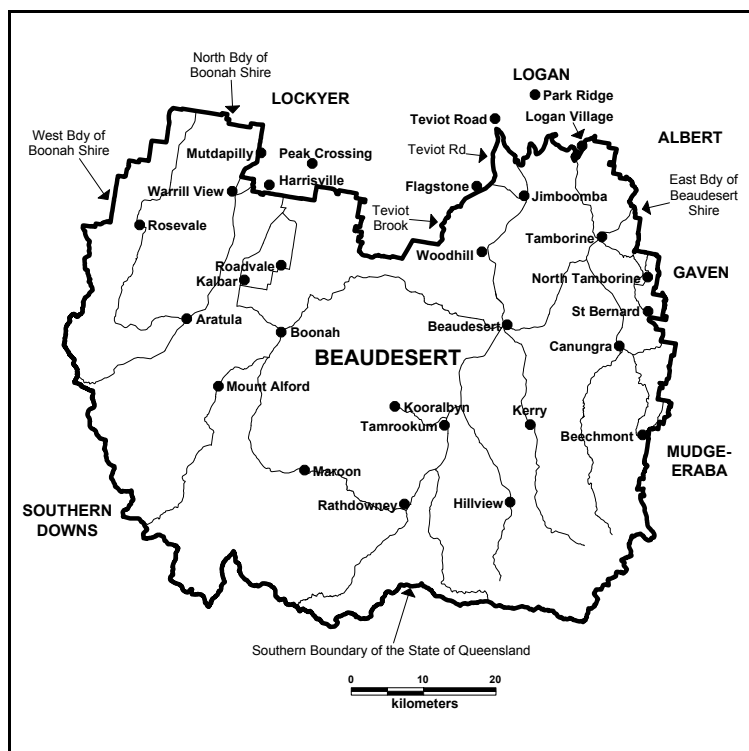 North Bdy of
Boonah Shire
LOCKYER
LOGAN
Park Ridge
Logan Village
Teviot Road
ALBERT
West Bdy of
Boonah Shire
Mutdapilly
Peak Crossing
Teviot Rd
Harrisville
Warrill View
Flagstone
Jimboomba
East Bdy of
Beaudesert
Shire
Teviot
Brook
Rosevale
Tamborine
Woodhill
Roadvale
Kalbar
North Tamborine
GAVEN
St Bernard
Aratula
Boonah
Beaudesert
Canungra
BEAUDESERT
Mount Alford
Kooralbyn
Tamrookum
Kerry
Beechmont
MUDGE-
ERABA
Maroon
SOUTHERN
DOWNS
Rathdowney
Hillview
Southern Boundary of the State of Queensland
0 10 20
kilometers